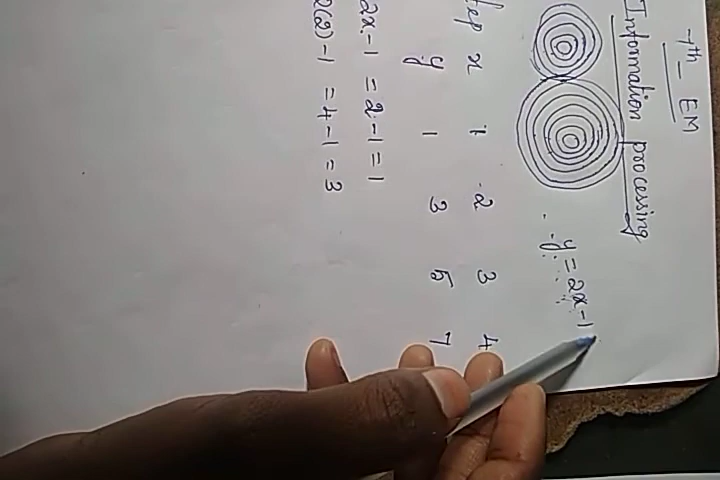 7th - EM
Information processing
y = 2x-1
x 1 2 3 4
y 1 3 5 7
2x-1 = 2-1 = 1
2(2)-1 = 4-1 = 3